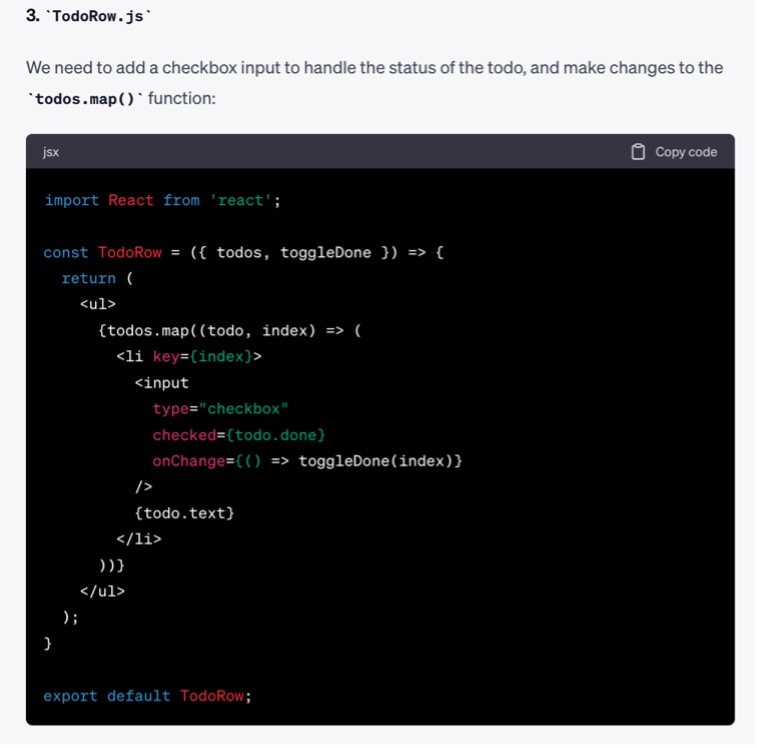 3. `TodoRow.js`
We need to add a checkbox input to handle the status of the todo, and make changes to the
`todos.map()` function:
jsx Copy code
import React from 'react';
const TodoRow = ({ todos, toggleDone }) => {
  return (
    <ul>
      {todos.map((todo, index) => (
        <li key={index}>
          <input
            type="checkbox"
            checked={todo.done}
            onChange={() => toggleDone(index)}
          />
          {todo.text}
        </li>
      ))}
    </ul>
  );
}
export default TodoRow;